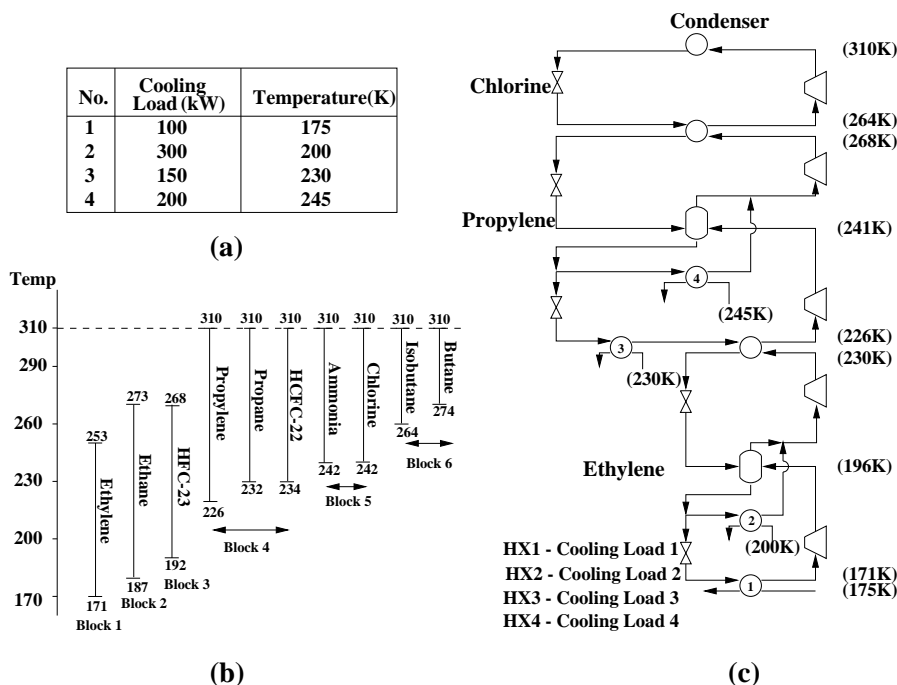 No. Cooling Load (kW) Temperature(K)
1 100 175
2 300 200
3 150 230
4 200 245
(a)
Temp
310
290
260
230
200
170
253
Ethylene
171
Block 1
273
Ethane
187
Block 2
268
HFC-23
192
Block 3
310
Propylene
226
310
Propane
232
310
HCFC-22
234
Block 4
310
Ammonia
242
310
Chlorine
242
Block 5
310
Isobutane
264
310
Butane
274
Block 6
(b)
Condenser
(310K)
Chlorine
(264K)
(268K)
Propylene
(241K)
4
(245K)
3
(230K)
(226K)
(230K)
Ethylene
(196K)
2
(200K)
1
(171K)
(175K)
HX1 - Cooling Load 1
HX2 - Cooling Load 2
HX3 - Cooling Load 3
HX4 - Cooling Load 4
(c)